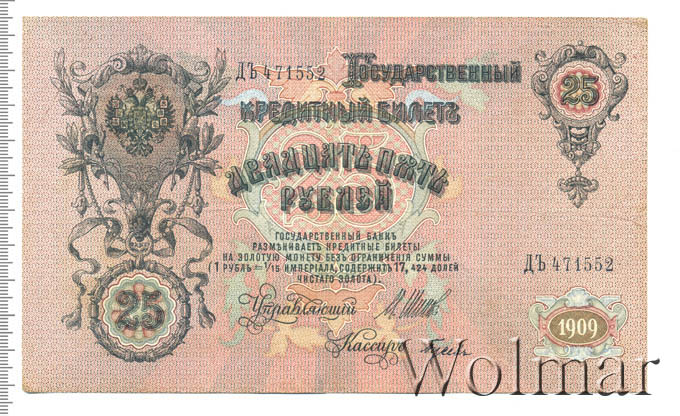 ДЪ 471552
ГОСУДАРСТВЕННЫЙ
25
КРЕДИТНЫЙ БИЛЕТЪ
ДВАДЦАТЬ ПЯТЬ
РУБЛЕЙ
ГОСУДАРСТВЕННЫЙ БАНКЪ
РАЗМѢНИВАЕТЪ КРЕДИТНЫЕ БИЛЕТЫ
НА ЗОЛОТУЮ МОНЕТУ БЕЗЪ ОГРАНИЧЕНІЯ СУММЫ
(1 РУБЛЬ = 1/15 ИМПЕРІАЛА, СОДЕРЖИТЪ 17,424 ДОЛЕЙ
ЧИСТАГО ЗОЛОТА).
ДЪ 471552
25
Управляющій
1909
Кассиръ
Wolmar